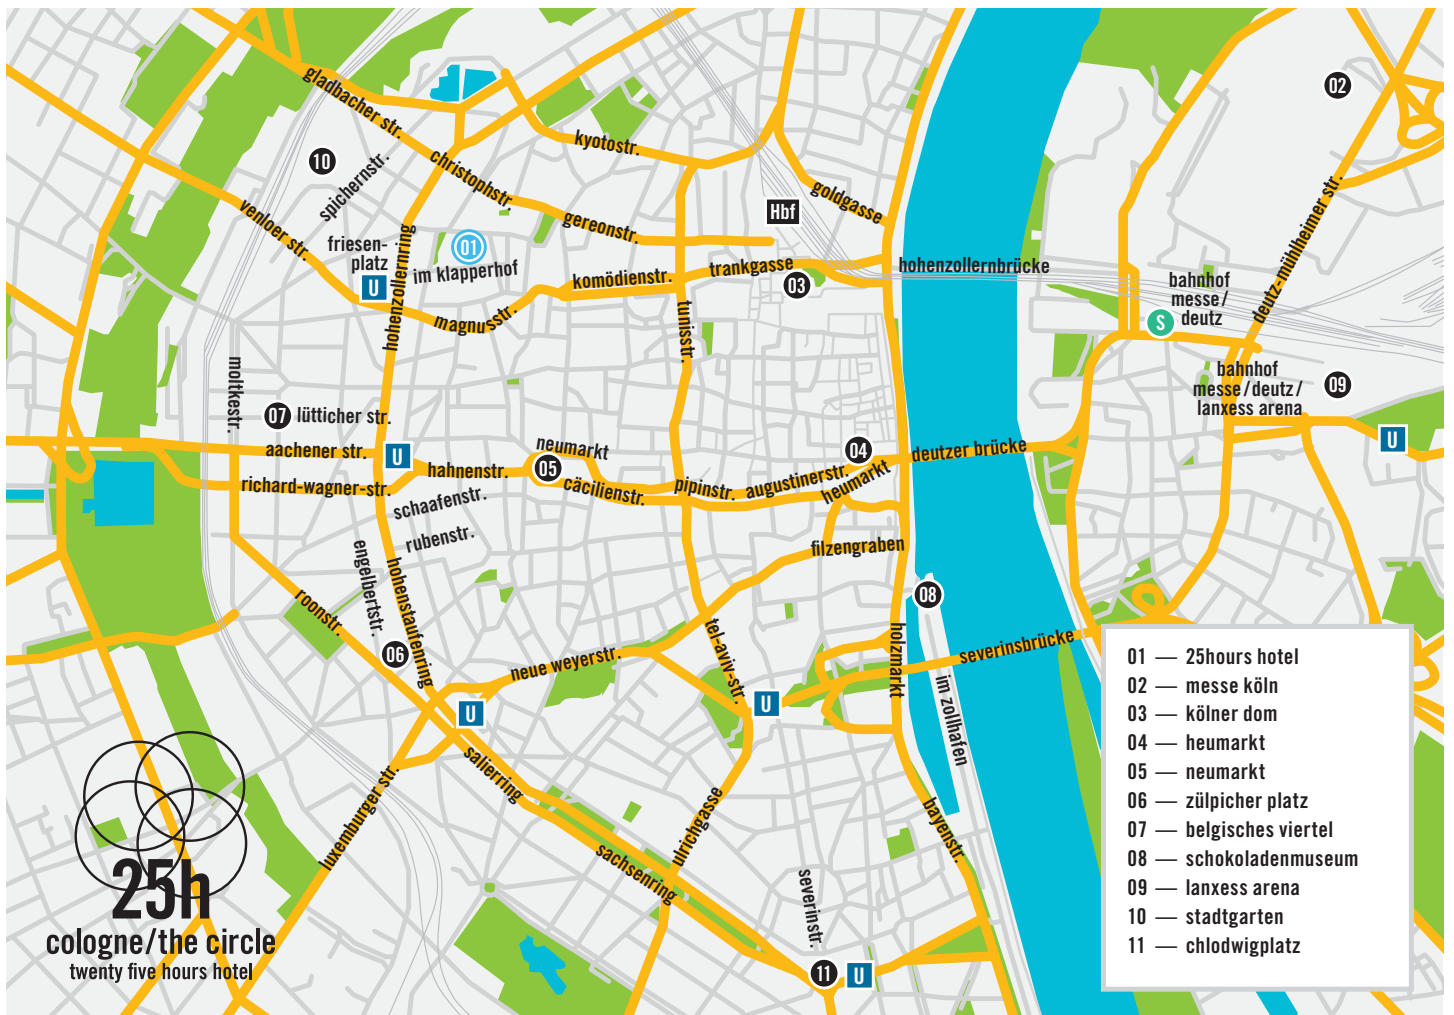 gladbacher str.
kyotostr.
02
10
spichernstr.
christophstr.
goldgasse
venloer str.
Hbf
gereonstr.
deutz-mühlheimer str.
friesen-
platz
U
hohenzollernring
01
im klapperhof
komödienstr.
trankgasse
03
hohenzollernbrücke
bahnhof
messe/
deutz
S
magnusstr.
tunisstr.
moltkestr.
bahnhof
messe/deutz/
lanxess arena
09
07
lütticher str.
aachener str.
U
hahnenstr.
neumarkt
05
cäcilienstr.
04
deutzer brücke
U
richard-wagner-str.
pipinstr.
augustinerstr.
heumarkt
schaafenstr.
rubenstr.
filzengraben
engelbertstr.
hohenstaufenring
roonstr.
08
06
neue weyerstr.
tel-aviv-str.
holzmarkt
severinsbrücke
U
U
im zollhafen
salierring
luxemburger str.
ulrichgasse
bayenstr.
sachsenring
severinstr.
11
U
01 — 25hours hotel
02 — messe köln
03 — kölner dom
04 — heumarkt
05 — neumarkt
06 — zülpicher platz
07 — belgisches viertel
08 — schokoladenmuseum
09 — lanxess arena
10 — stadtgarten
11 — chlodwigplatz
25h
cologne/the circle
twenty five hours hotel